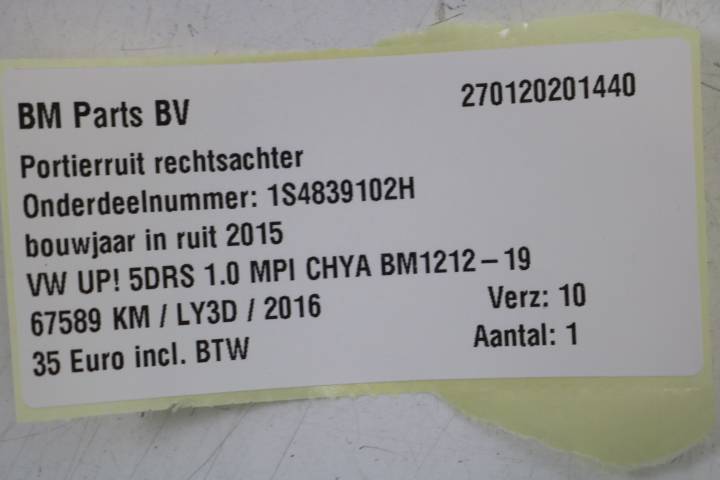 BM Parts BV 270120201440
Portierruit rechtsachter
Onderdeelnummer: 1S4839102H
bouwjaar in ruit 2015
VW UP! 5DRS 1.0 MPI CHYA BM1212-19
67589 KM / LY3D / 2016 Verz: 10
35 Euro incl. BTW Aantal: 1